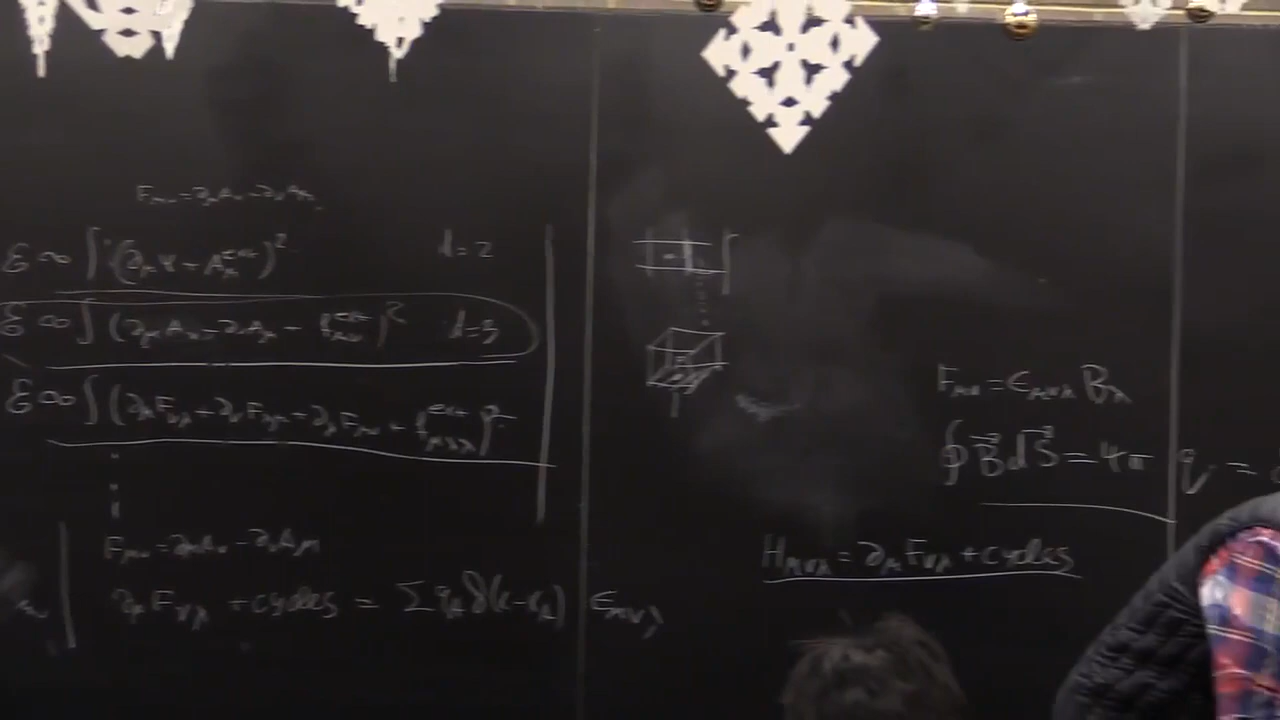 F_{μν} = ∂_μ A_ν - ∂_ν A_μ
ℰ ∝ ∫ (∂_μ φ + A_μ^{ext})² d=2
ℰ ∝ ∫ (∂_μ A_ν - ∂_ν A_μ - f_{μν}^{ext})² d=3
ℰ ∝ ∫ (∂_μ F_{νλ} + ∂_ν F_{λμ} + ∂_λ F_{μν} + f_{μνλ}^{ext})²
F_{μν} = ∂_μ A_ν - ∂_ν A_μ
∂_μ F_{νλ} + cycles = Σ q_k δ(r-r_k) ε_{μνλ}
F_{μν} = ε_{μνλ} B_λ
∮ B⃗ dS⃗ = 4π q =
H_{μνλ} = ∂_μ F_{νλ} + cycles